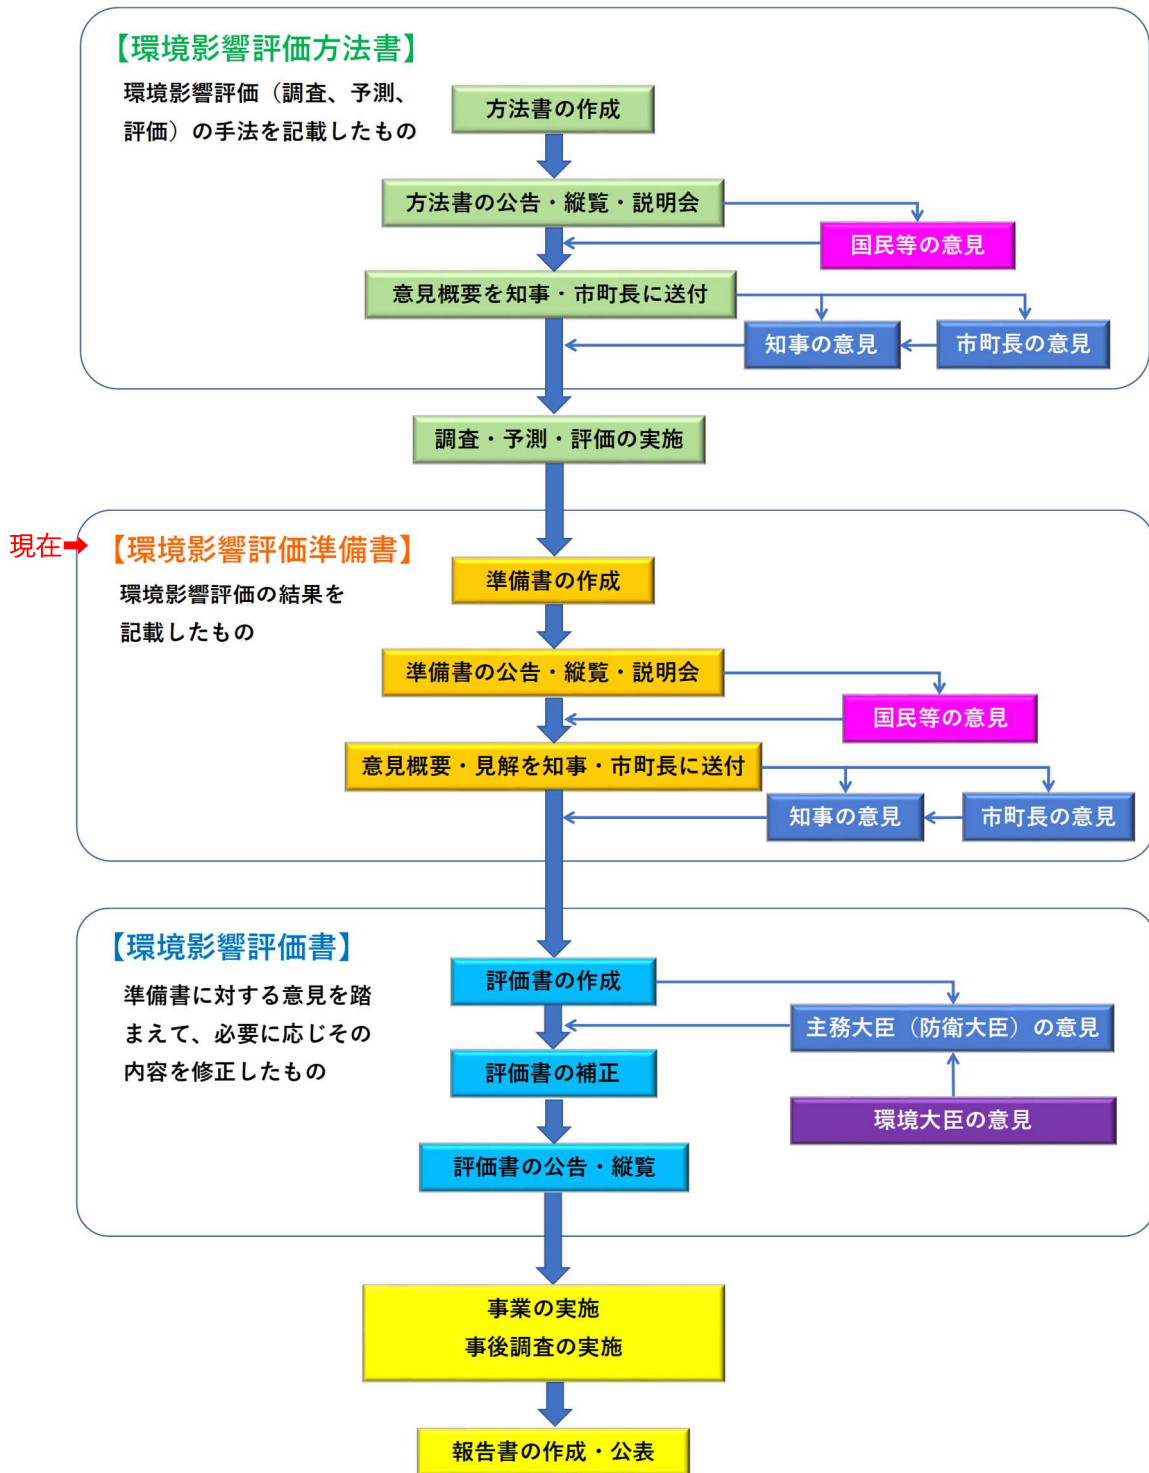 【環境影響評価方法書】
環境影響評価（調査、予測、
評価）の手法を記載したもの
方法書の作成
方法書の公告・縦覧・説明会
国民等の意見
意見概要を知事・市町長に送付
知事の意見
市町長の意見
調査・予測・評価の実施
現在
【環境影響評価準備書】
環境影響評価の結果を
記載したもの
準備書の作成
準備書の公告・縦覧・説明会
国民等の意見
意見概要・見解を知事・市町長に送付
知事の意見
市町長の意見
【環境影響評価書】
準備書に対する意見を踏
まえて、必要に応じその
内容を修正したもの
評価書の作成
主務大臣（防衛大臣）の意見
評価書の補正
環境大臣の意見
評価書の公告・縦覧
事業の実施
事後調査の実施
報告書の作成・公表